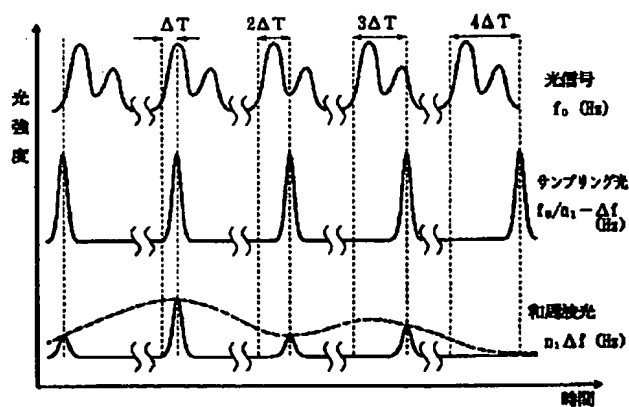 ΔT
2ΔT
3ΔT
4ΔT
光強度
光信号
f₀ (Hz)
サンプリング光
f₀/n₁−Δf
(Hz)
和周波光
n₁Δf (Hz)
時間